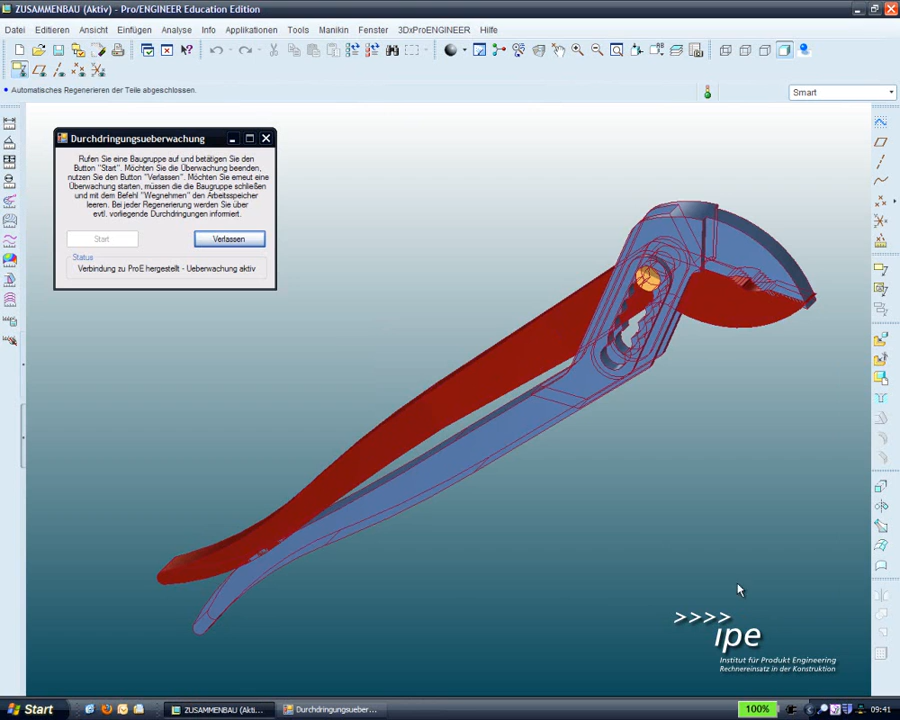 ZUSAMMENBAU (Aktiv) - Pro/ENGINEER Education Edition
Datei Editieren Ansicht Einfügen Analyse Info Applikationen Tools Manikin Fenster 3DxProENGINEER Hilfe
Automatisches Regenerieren der Teile abgeschlossen.
Smart
Durchdringungsueberwachung
Rufen Sie eine Baugruppe auf und betätigen Sie den
Button "Start". Möchten Sie die Überwachung beenden,
nutzen Sie den Button "Verlassen". Möchten Sie erneut eine
Überwachung starten, müssen die die Baugruppe schließen
und mit dem Befehl "Wegnehmen" den Arbeitsspeicher
leeren. Bei jeder Regenerierung werden Sie über
evtl. vorliegende Durchdringungen informiert.
Start
Verlassen
Status
Verbindung zu ProE hergestellt - Ueberwachung aktiv
>>>>
ipe
Institut für Produkt Engineering
Rechnereinsatz in der Konstruktion
Start
ZUSAMMENBAU (Akti...
Durchdringungsueber...
100%
09:41